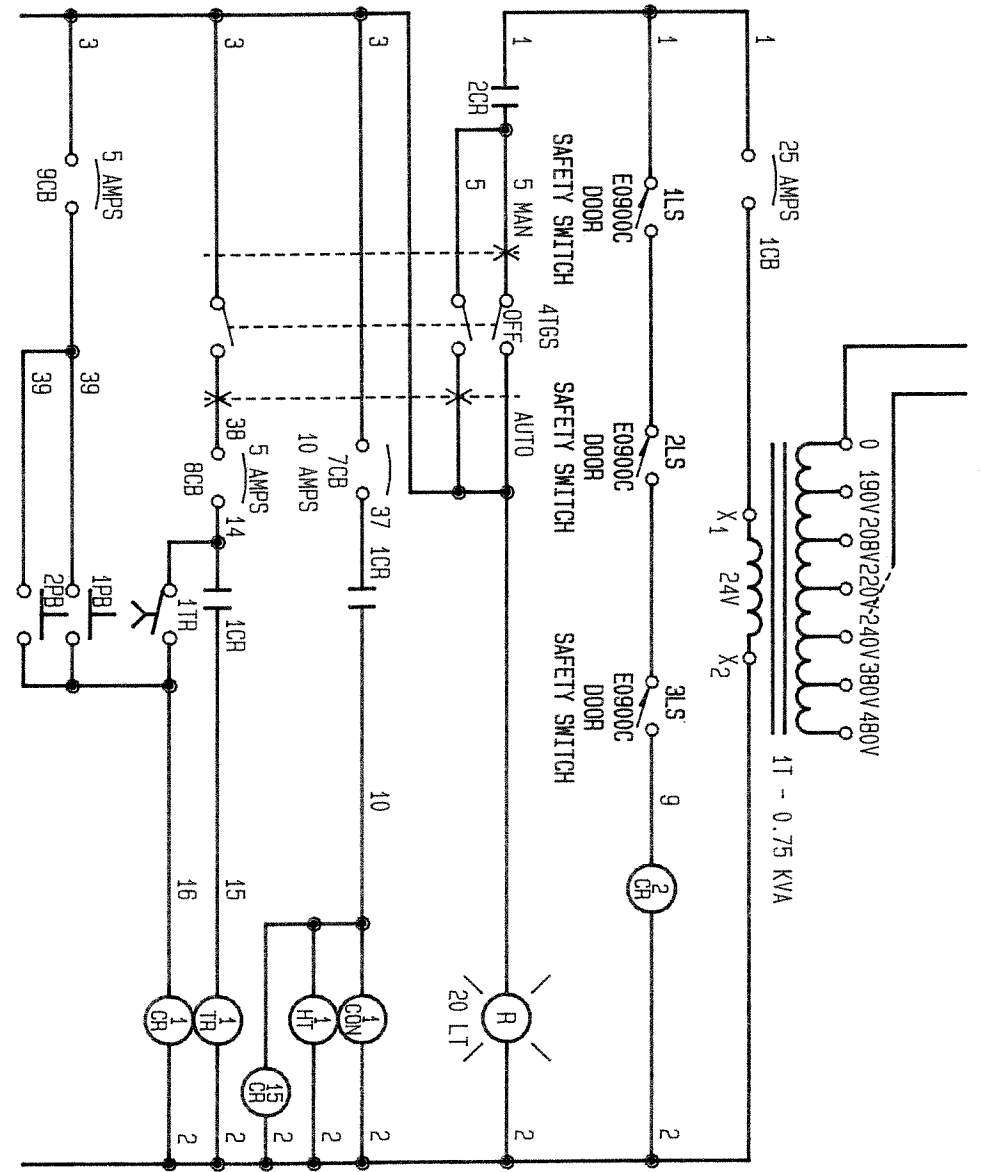 0 190V 208V 220V 240V 380V 480V
1T - 0.75 KVA
X1 24V X2
1
25 AMPS
1CB
1
1LS
E0900C
DOOR
SAFETY SWITCH
2LS
E0900C
DOOR
SAFETY SWITCH
3LS
E0900C
DOOR
SAFETY SWITCH
9
2
CR
2
1
2CR
5 MAN
OFF
4TGS
AUTO
5
R
20 LT
2
3
7CB
10 AMPS
37
1CR
10
1
CON
2
1
HT
2
15
CR
2
3
38
5 AMPS
8CB
14
1CR
15
1
TR
2
1TR
16
1
CR
2
3
5 AMPS
9CB
39
1PB
39
2PB